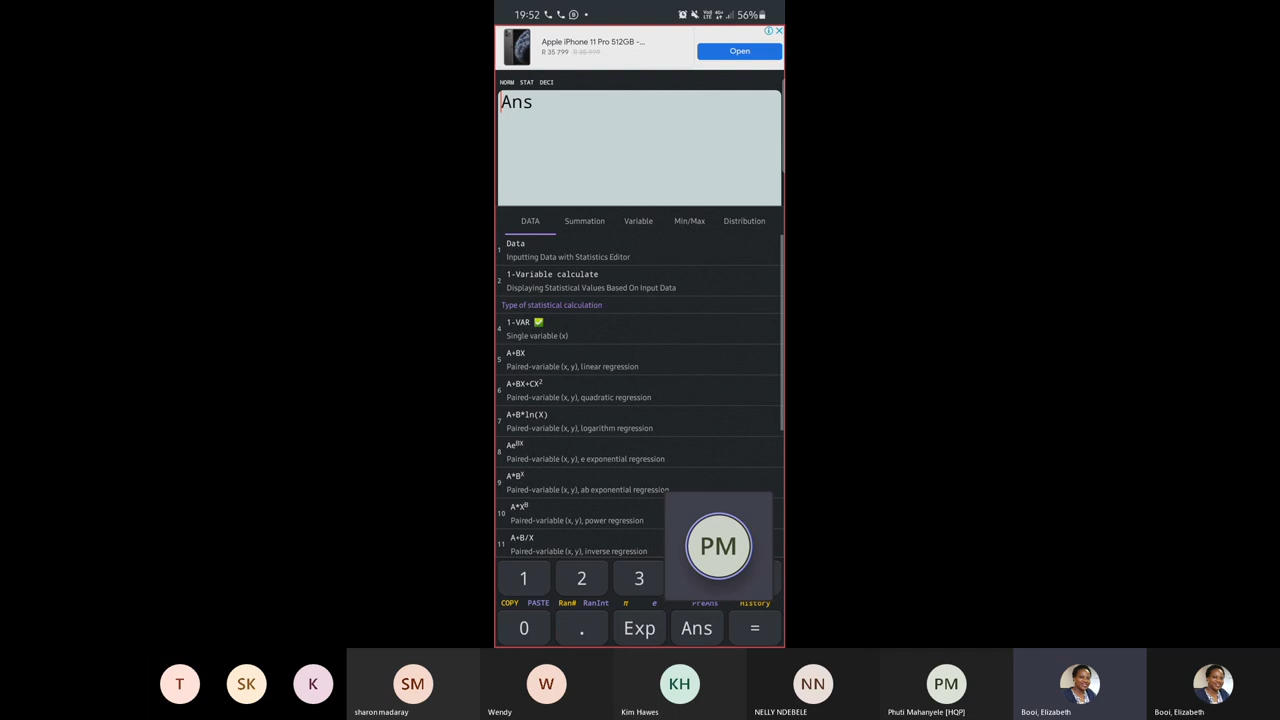 19:52 56%
Apple iPhone 11 Pro 512GB -...
R 35 799 R 35 999
Open
NORM STAT DECI
Ans
DATA Summation Variable Min/Max Distribution
1 Data
Inputting Data with Statistics Editor
2 1-Variable calculate
Displaying Statistical Values Based On Input Data
Type of statistical calculation
4 1-VAR ✅
Single variable (x)
5 A+BX
Paired-variable (x, y), linear regression
6 A+BX+CX²
Paired-variable (x, y), quadratic regression
7 A+B*ln(X)
Paired-variable (x, y), logarithm regression
8 Ae^BX
Paired-variable (x, y), e exponential regression
9 A*B^X
Paired-variable (x, y), ab exponential regression
10 A*X^B
Paired-variable (x, y), power regression
11 A+B/X
Paired-variable (x, y), inverse regression
PM
1 2 3
COPY PASTE Ran# RanInt π e PreAns History
0 . Exp Ans =
T SK K SM W KH NN PM
sharon madaray Wendy Kim Hawes NELLY NDEBELE Phuti Mahanyele [HQP] Booi, Elizabeth Booi, Elizabeth